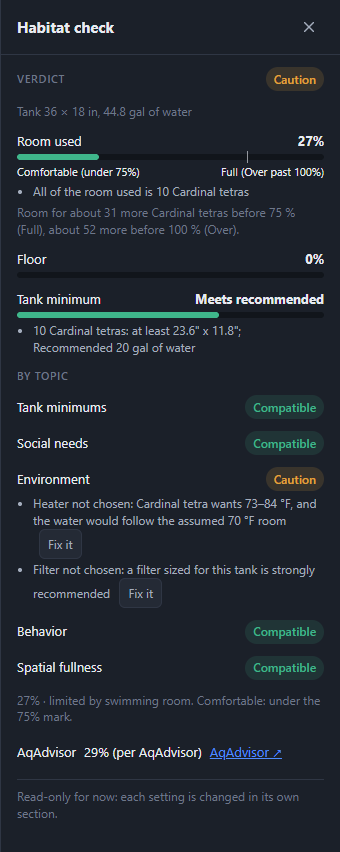 Habitat check
VERDICT
Caution
Tank 36 × 18 in, 44.8 gal of water
Room used
27%
Comfortable (under 75%)
Full (Over past 100%)
• All of the room used is 10 Cardinal tetras
Room for about 31 more Cardinal tetras before 75 %
(Full), about 52 more before 100 % (Over).
Floor
0%
Tank minimum
Meets recommended
• 10 Cardinal tetras: at least 23.6" x 11.8";
Recommended 20 gal of water
BY TOPIC
Tank minimums
Compatible
Social needs
Compatible
Environment
Caution
• Heater not chosen: Cardinal tetra wants 73–84 °F, and
the water would follow the assumed 70 °F room
Fix it
• Filter not chosen: a filter sized for this tank is strongly
recommended
Fix it
Behavior
Compatible
Spatial fullness
Compatible
27% · limited by swimming room. Comfortable: under the
75% mark.
AqAdvisor 29% (per AqAdvisor) AqAdvisor ↗
Read-only for now: each setting is changed in its own
section.